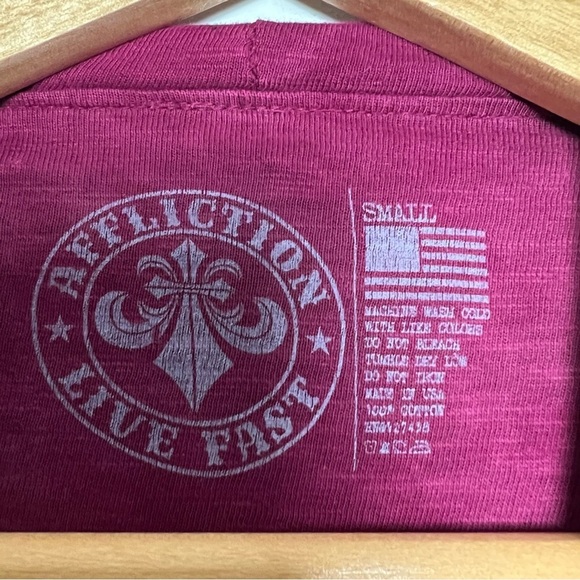 AFFLICTION
LIVE FAST
SMALL
MACHINE WASH COLD
WITH LIKE COLORS
DO NOT BLEACH
TUMBLE DRY LOW
DO NOT IRON
MADE IN USA
100% COTTON